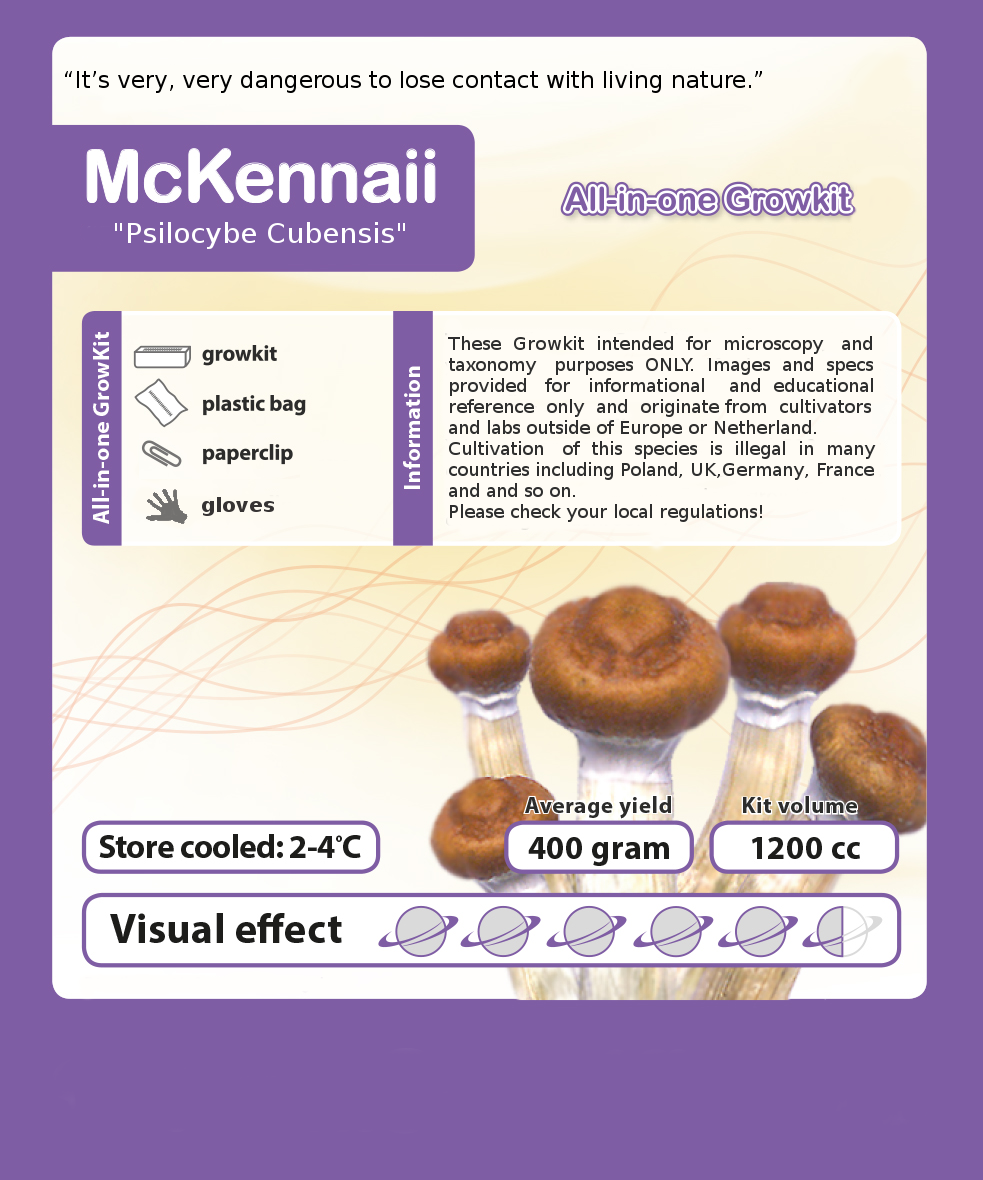 “It’s very, very dangerous to lose contact with living nature.”
McKennaii
"Psilocybe Cubensis"
All-in-one Growkit
All-in-one GrowKit
growkit
plastic bag
paperclip
gloves
Information
These Growkit intended for microscopy and
taxonomy purposes ONLY. Images and specs
provided for informational and educational
reference only and originate from cultivators
and labs outside of Europe or Netherland.
Cultivation of this species is illegal in many
countries including Poland, UK,Germany, France
and and so on.
Please check your local regulations!
Average yield
Kit volume
Store cooled: 2-4°C
400 gram
1200 cc
Visual effect